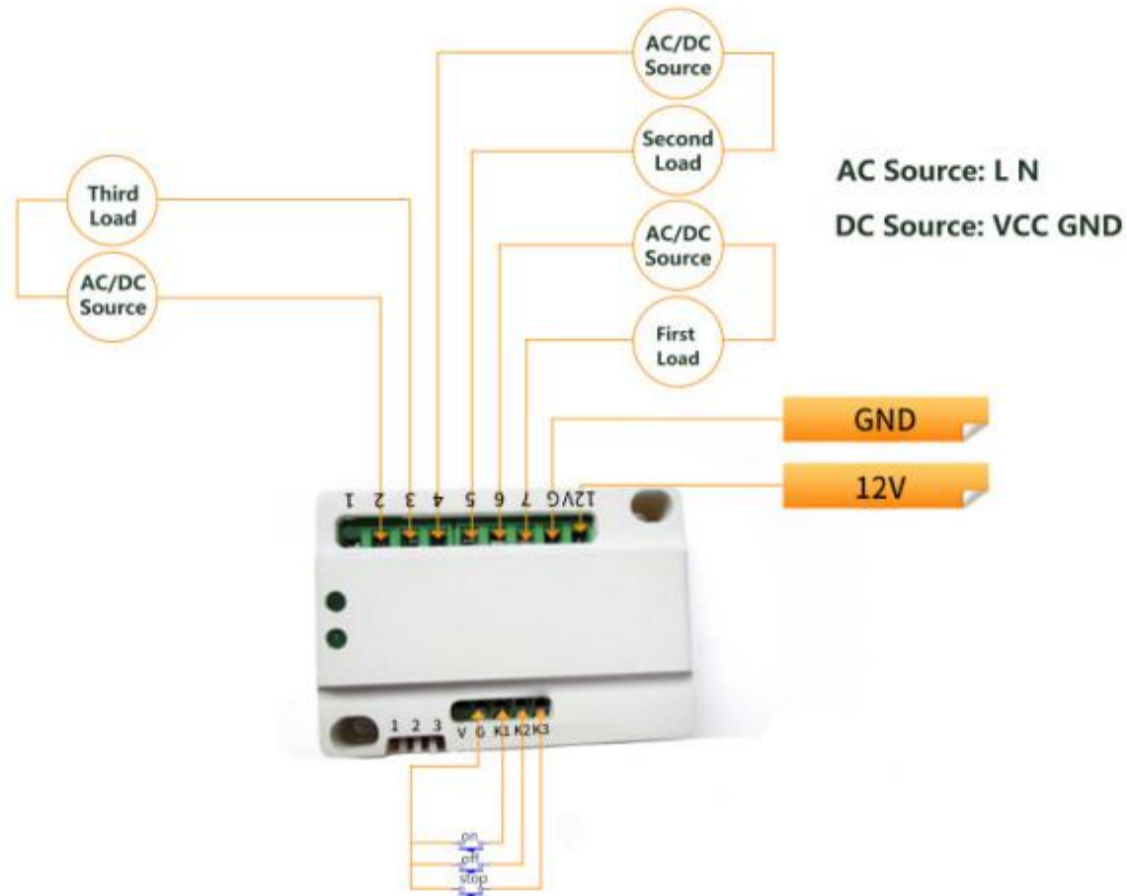 AC/DC
Source
Second
Load
AC Source: L N
DC Source: VCC GND
Third
Load
AC/DC
Source
AC/DC
Source
First
Load
GND
12V
1 2 3 4 5 6 7 G V12
1 2 3 V G K1 K2 K3
on
off
stop